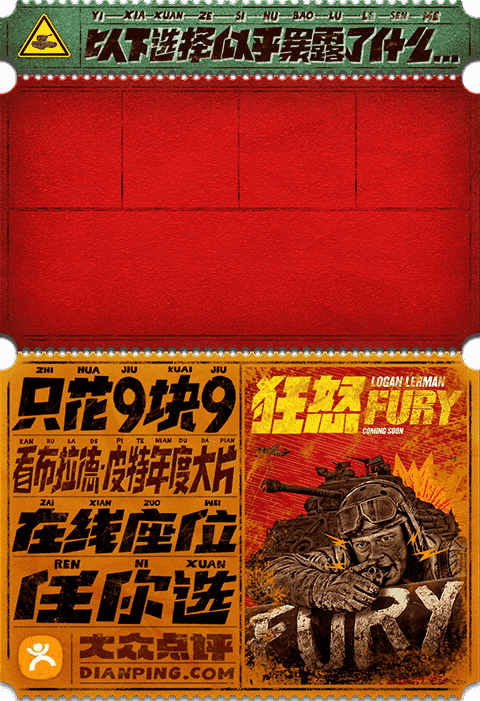 YI XIA XUAN ZE SI HU BAO LU LE SEN ME
以下选择似乎暴露了什么...
ZHI HUA JIU KUAI JIU
只花9块9
KAN BU LA DE PI TE NIAN DU DA PIAN
看布拉德·皮特年度大片
ZAI XIAN ZUO WEI
在线座位
REN NI XUAN
任你选
大众点评
DIANPING.COM
狂怒
LOGAN LERMAN
FURY
COMING SOON
FURY